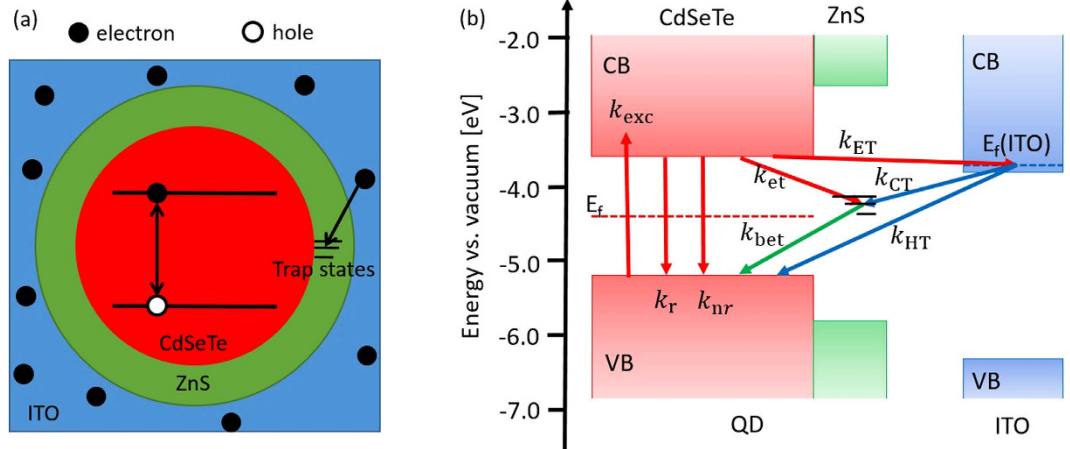 (a)
electron
hole
Trap states
CdSeTe
ZnS
ITO
(b)
CdSeTe
ZnS
Energy vs. vacuum [eV]
-2.0
-3.0
-4.0
-5.0
-6.0
-7.0
CB
CB
k_exc
k_ET
E_f(ITO)
k_et
k_CT
E_f
k_bet
k_HT
k_r
k_nr
VB
VB
QD
ITO